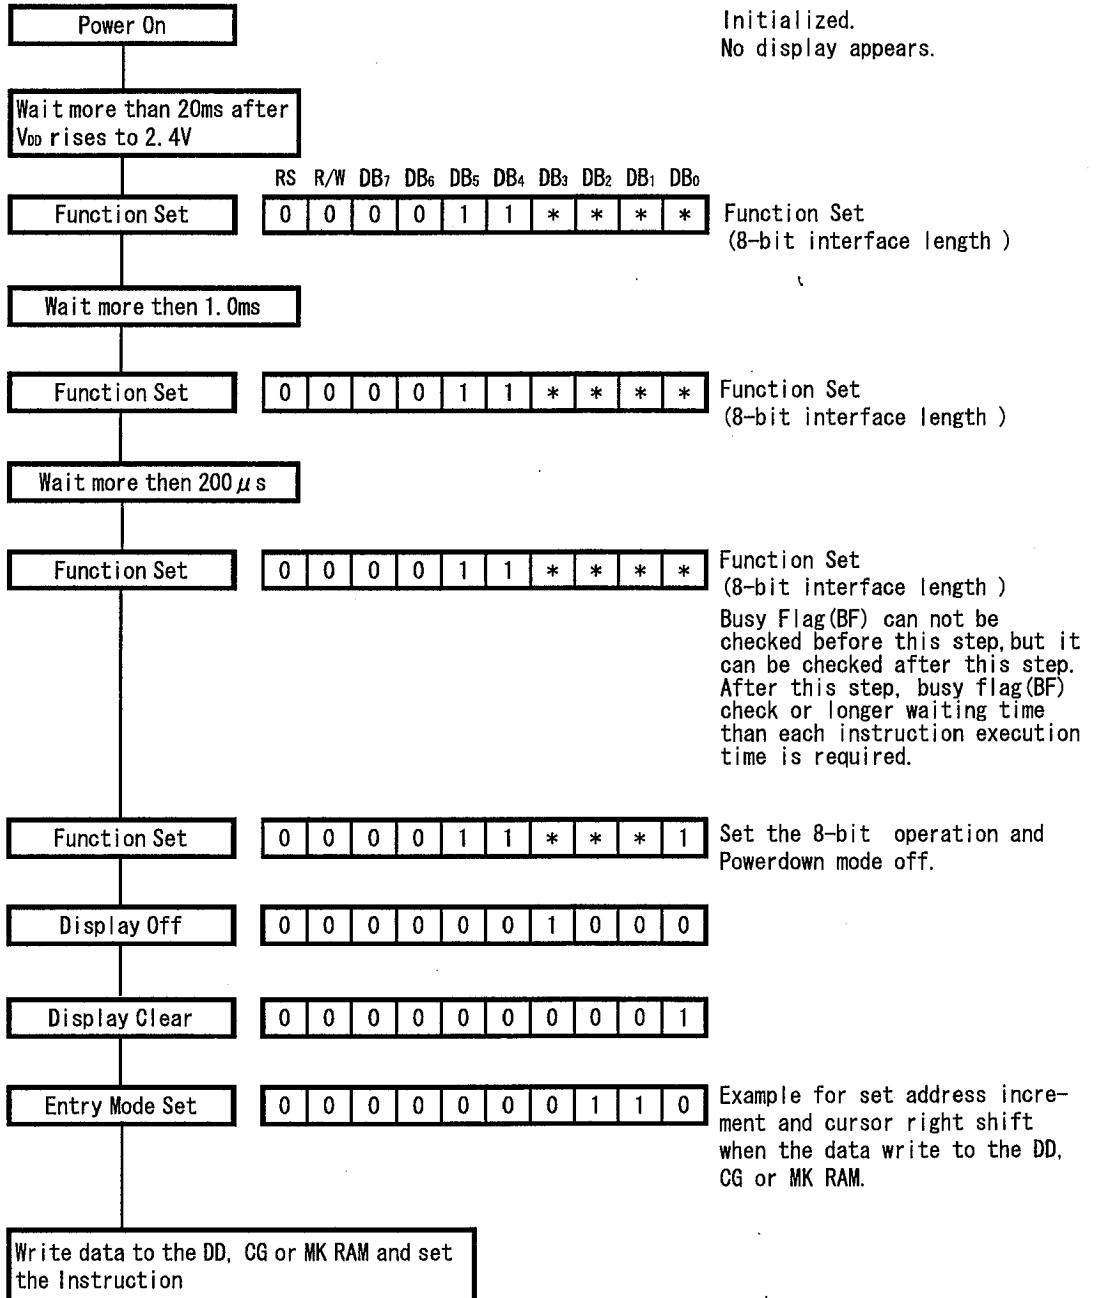 Power On
Initialized.
No display appears.
Wait more than 20ms after
VDD rises to 2.4V
RS R/W DB7 DB6 DB5 DB4 DB3 DB2 DB1 DB0
Function Set 0 0 0 0 1 1 * * * * Function Set
(8-bit interface length )
Wait more then 1.0ms
Function Set 0 0 0 0 1 1 * * * * Function Set
(8-bit interface length )
Wait more then 200μs
Function Set 0 0 0 0 1 1 * * * * Function Set
(8-bit interface length )
Busy Flag(BF) can not be
checked before this step,but it
can be checked after this step.
After this step, busy flag(BF)
check or longer waiting time
than each instruction execution
time is required.
Function Set 0 0 0 0 1 1 * * * 1 Set the 8-bit operation and
Powerdown mode off.
Display Off 0 0 0 0 0 0 1 0 0 0
Display Clear 0 0 0 0 0 0 0 0 0 1
Entry Mode Set 0 0 0 0 0 0 0 1 1 0 Example for set address incre-
ment and cursor right shift
when the data write to the DD,
CG or MK RAM.
Write data to the DD, CG or MK RAM and set
the Instruction